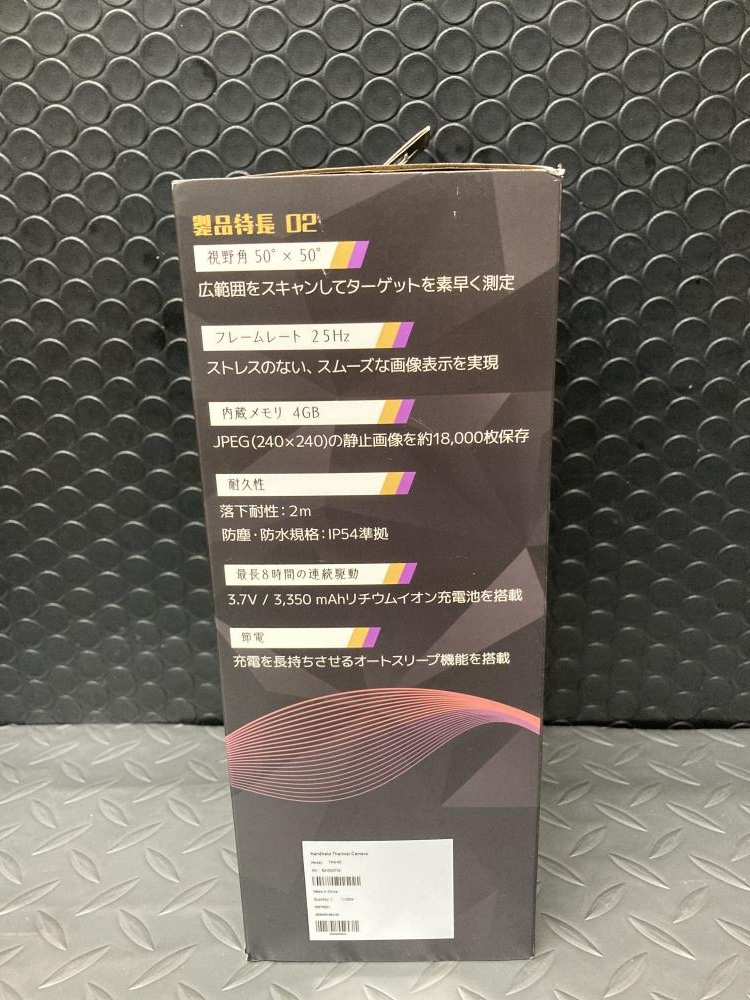 製品特長 02
視野角 50° × 50°
広範囲をスキャンしてターゲットを素早く測定
フレームレート 25Hz
ストレスのない、スムーズな画像表示を実現
内蔵メモリ 4GB
JPEG(240×240)の静止画像を約18,000枚保存
耐久性
落下耐性：2m
防塵・防水規格：IP54準拠
最長8時間の連続駆動
3.7V / 3,350 mAhリチウムイオン充電池を搭載
節電
充電を長持ちさせるオートスリープ機能を搭載
Handheld Thermal Camera
Model:
Made in China